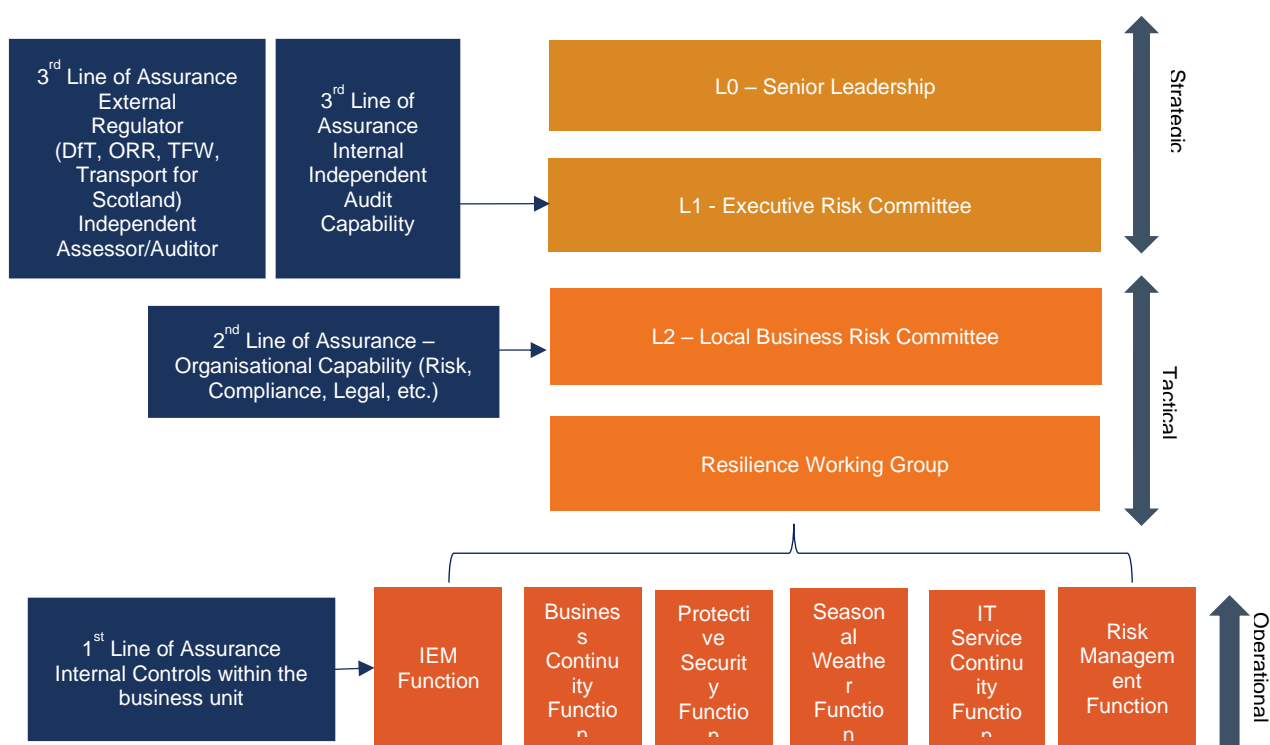 3rd Line of Assurance
External
Regulator
(DfT, ORR, TFW,
Transport for
Scotland)
Independent
Assessor/Auditor
3rd Line of
Assurance
Internal
Independent
Audit
Capability
L0 – Senior Leadership
L1 - Executive Risk Committee
Strategic
2nd Line of Assurance –
Organisational Capability (Risk,
Compliance, Legal, etc.)
L2 – Local Business Risk Committee
Resilience Working Group
Tactical
1st Line of Assurance
Internal Controls within the
business unit
IEM
Function
Busines
s
Continu
ity
Functio
n
Protecti
ve
Securit
y
Functio
n
Season
al
Weathe
r
Functio
n
IT
Service
Continu
ity
Functio
n
Risk
Managem
ent
Function
Operational